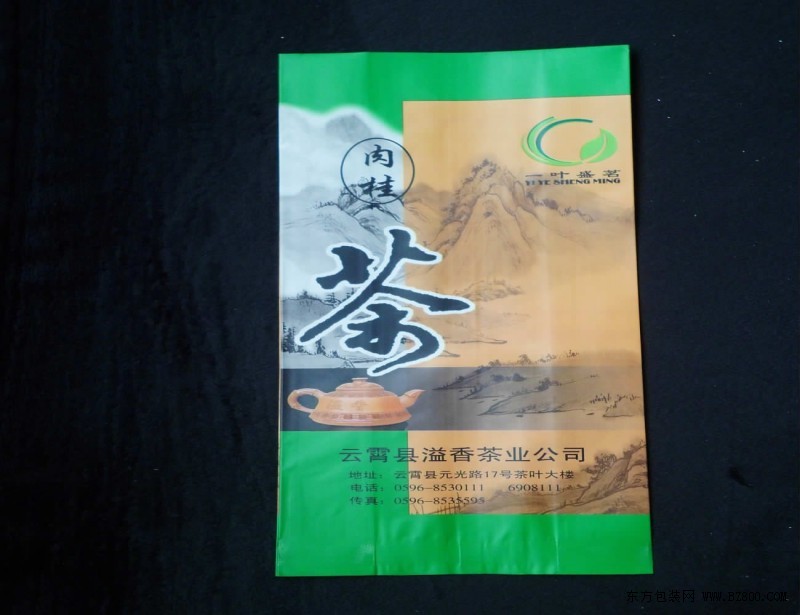 肉桂
一叶盛茗
YI YE SHENG MING
茶
云霄县溢香茶业公司
地址：云霄县元光路17号茶叶大楼
电话：0596-8530111 6908111
传真：0596-8535595
东方包装网 www.BZ800.com